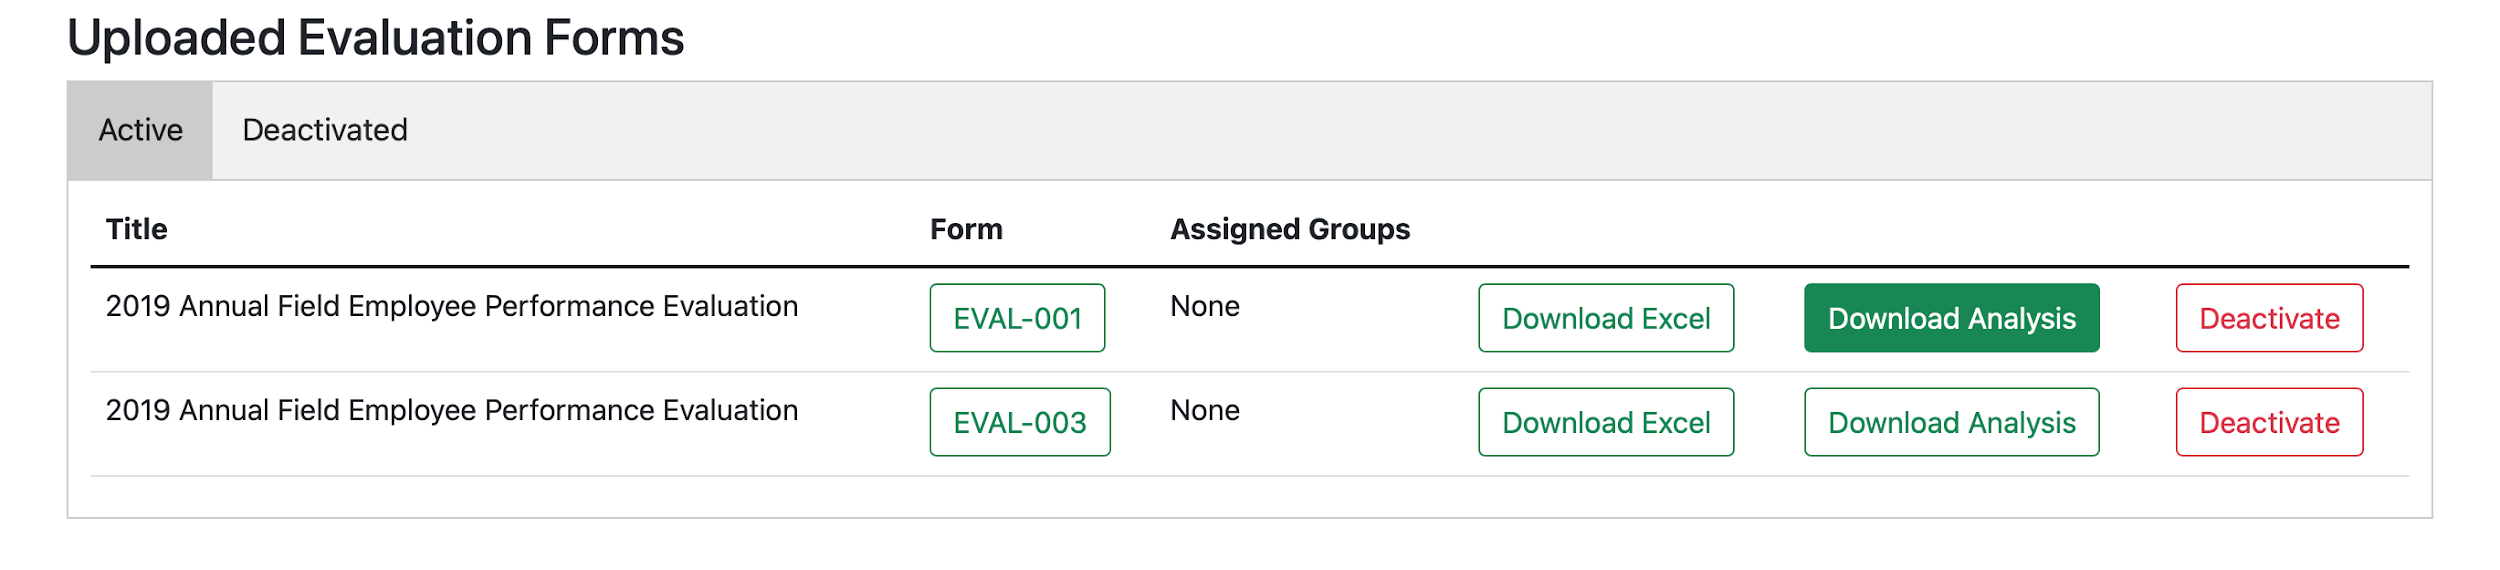 Uploaded Evaluation Forms
Active Deactivated
Title Form Assigned Groups
2019 Annual Field Employee Performance Evaluation EVAL-001 None Download Excel Download Analysis Deactivate
2019 Annual Field Employee Performance Evaluation EVAL-003 None Download Excel Download Analysis Deactivate